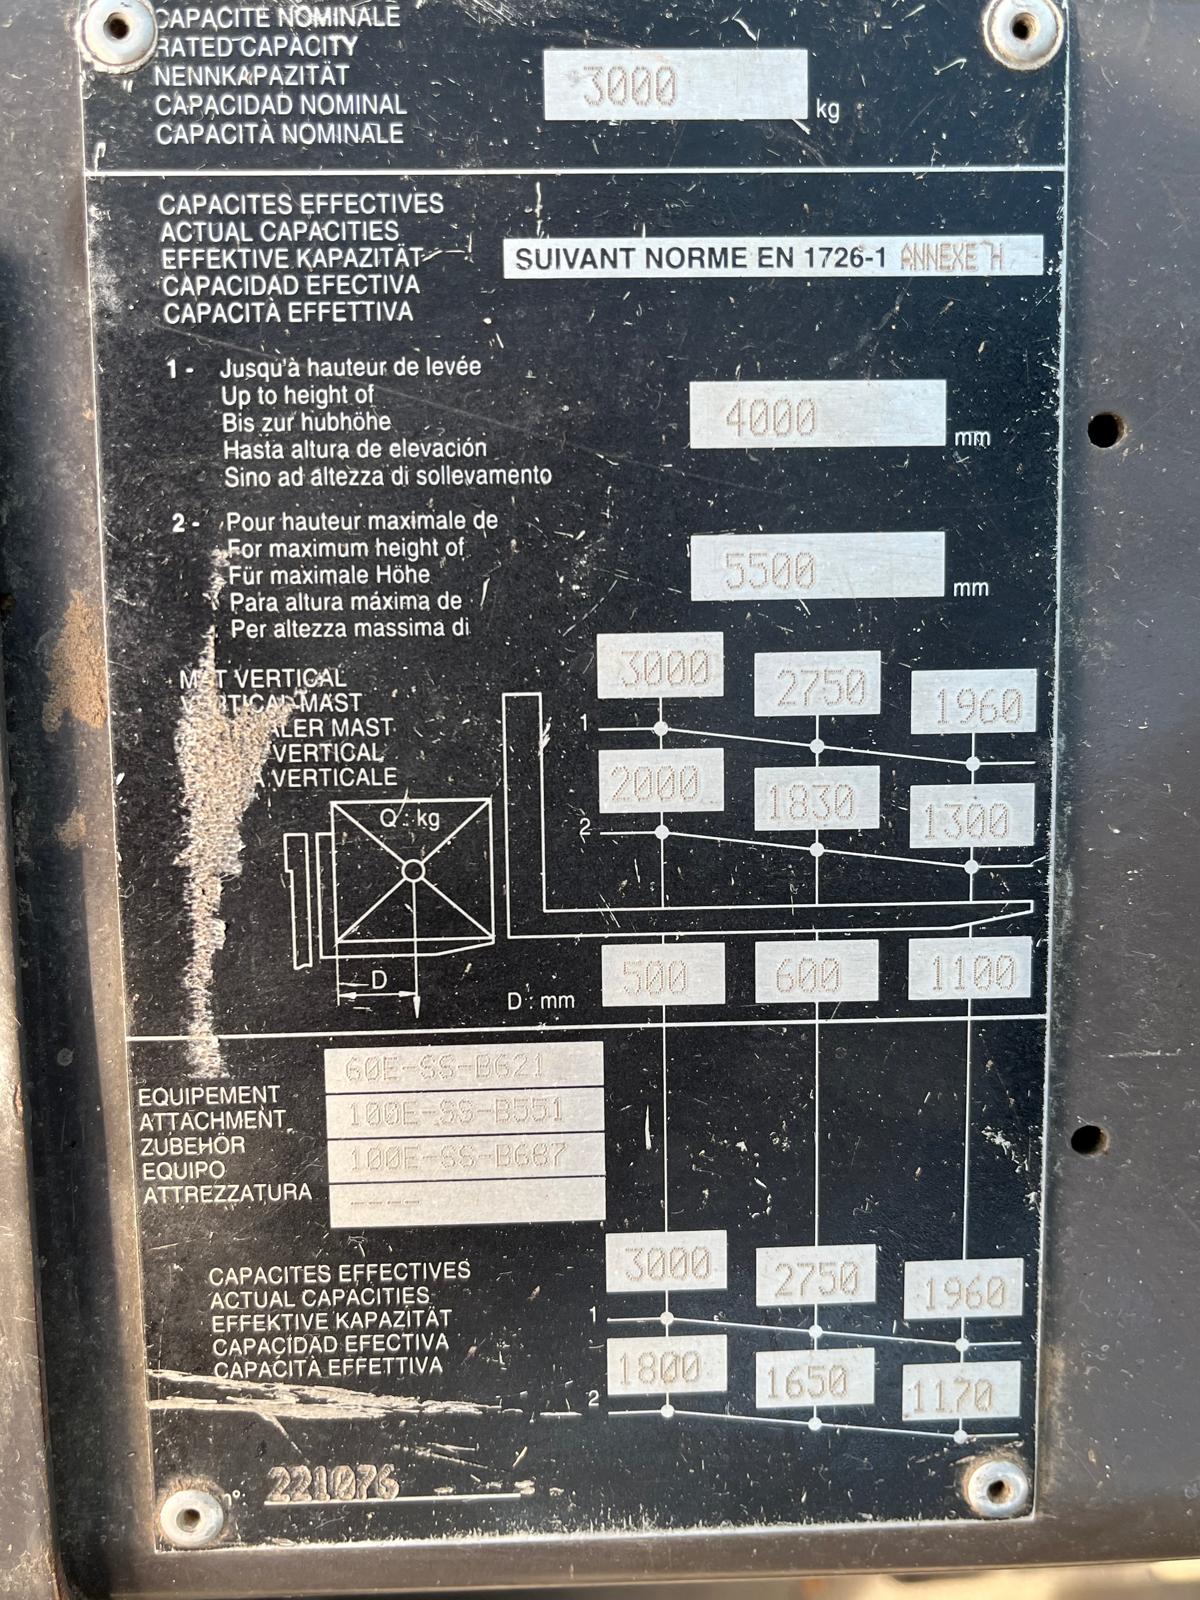 CAPACITE NOMINALE
RATED CAPACITY
NENNKAPAZITÄT
CAPACIDAD NOMINAL
CAPACITÀ NOMINALE
3000 kg
CAPACITES EFFECTIVES
ACTUAL CAPACITIES
EFFEKTIVE KAPAZITÄT
CAPACIDAD EFECTIVA
CAPACITÀ EFFETTIVA
SUIVANT NORME EN 1726-1 ANNEXE H
1 - Jusqu'à hauteur de levée
Up to height of
Bis zur hubhöhe
Hasta altura de elevación
Sino ad altezza di sollevamento
4000 mm
2 - Pour hauteur maximale de
For maximum height of
Für maximale Höhe
Para altura máxima de
Per altezza massima di
5500 mm
VERTICAL
MAST
MAST
VERTICAL
VERTICALE
1 3000 2750 1960
2 2000 1830 1300
Q : kg
D
D : mm 500 600 1100
EQUIPEMENT
ATTACHMENT
ZUBEHÖR
EQUIPO
ATTREZZATURA
60E-SS-B621
100E-SS-B551
100E-SS-B687
----
CAPACITES EFFECTIVES
ACTUAL CAPACITIES
EFFEKTIVE KAPAZITÄT
CAPACIDAD EFECTIVA
CAPACITÀ EFFETTIVA
1 3000 2750 1960
2 1800 1650 1170
n°: 221076